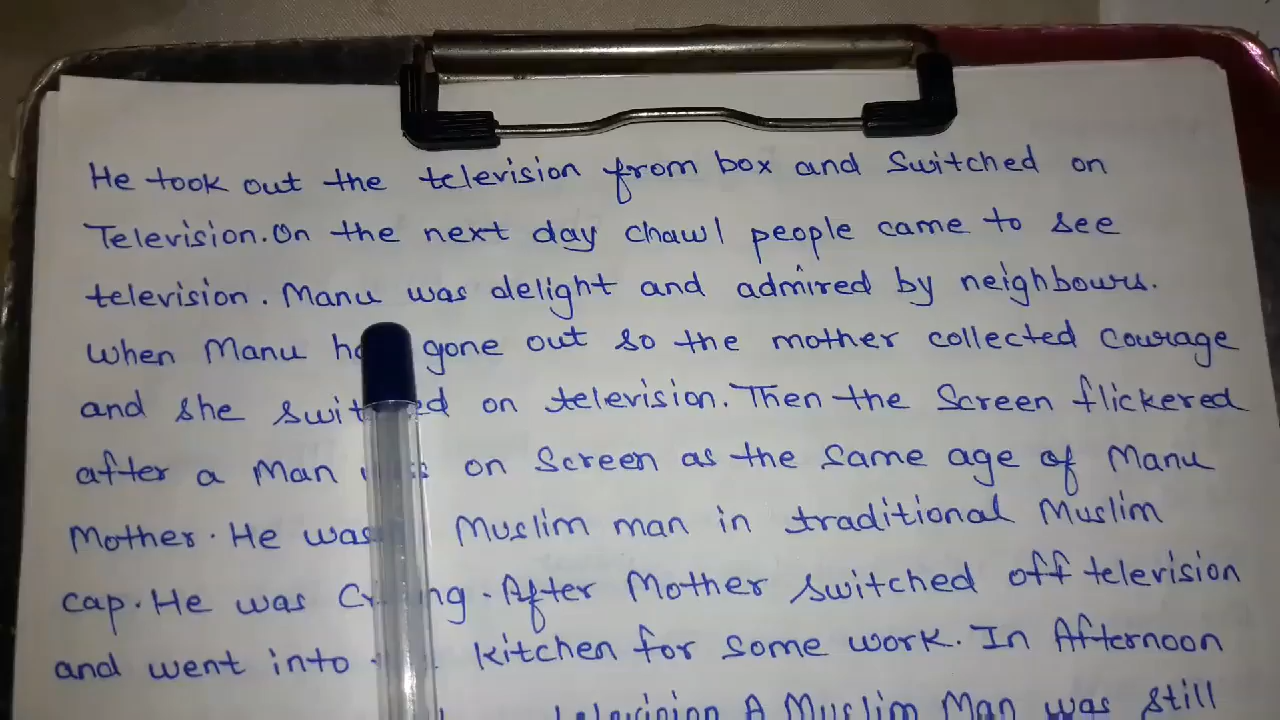 He took out the television from box and Switched on
Television. On the next day chawl people came to see
television. Manu was delight and admired by neighbours.
When Manu gone out so the mother collected Courage
and she on television. Then the Screen flickered
after a Man on Screen as the Same age of Manu
Mother. He was Muslim man in traditional Muslim
cap. He was . After Mother switched off television
and went into kitchen for some work. In Afternoon
television A Muslim Man was still